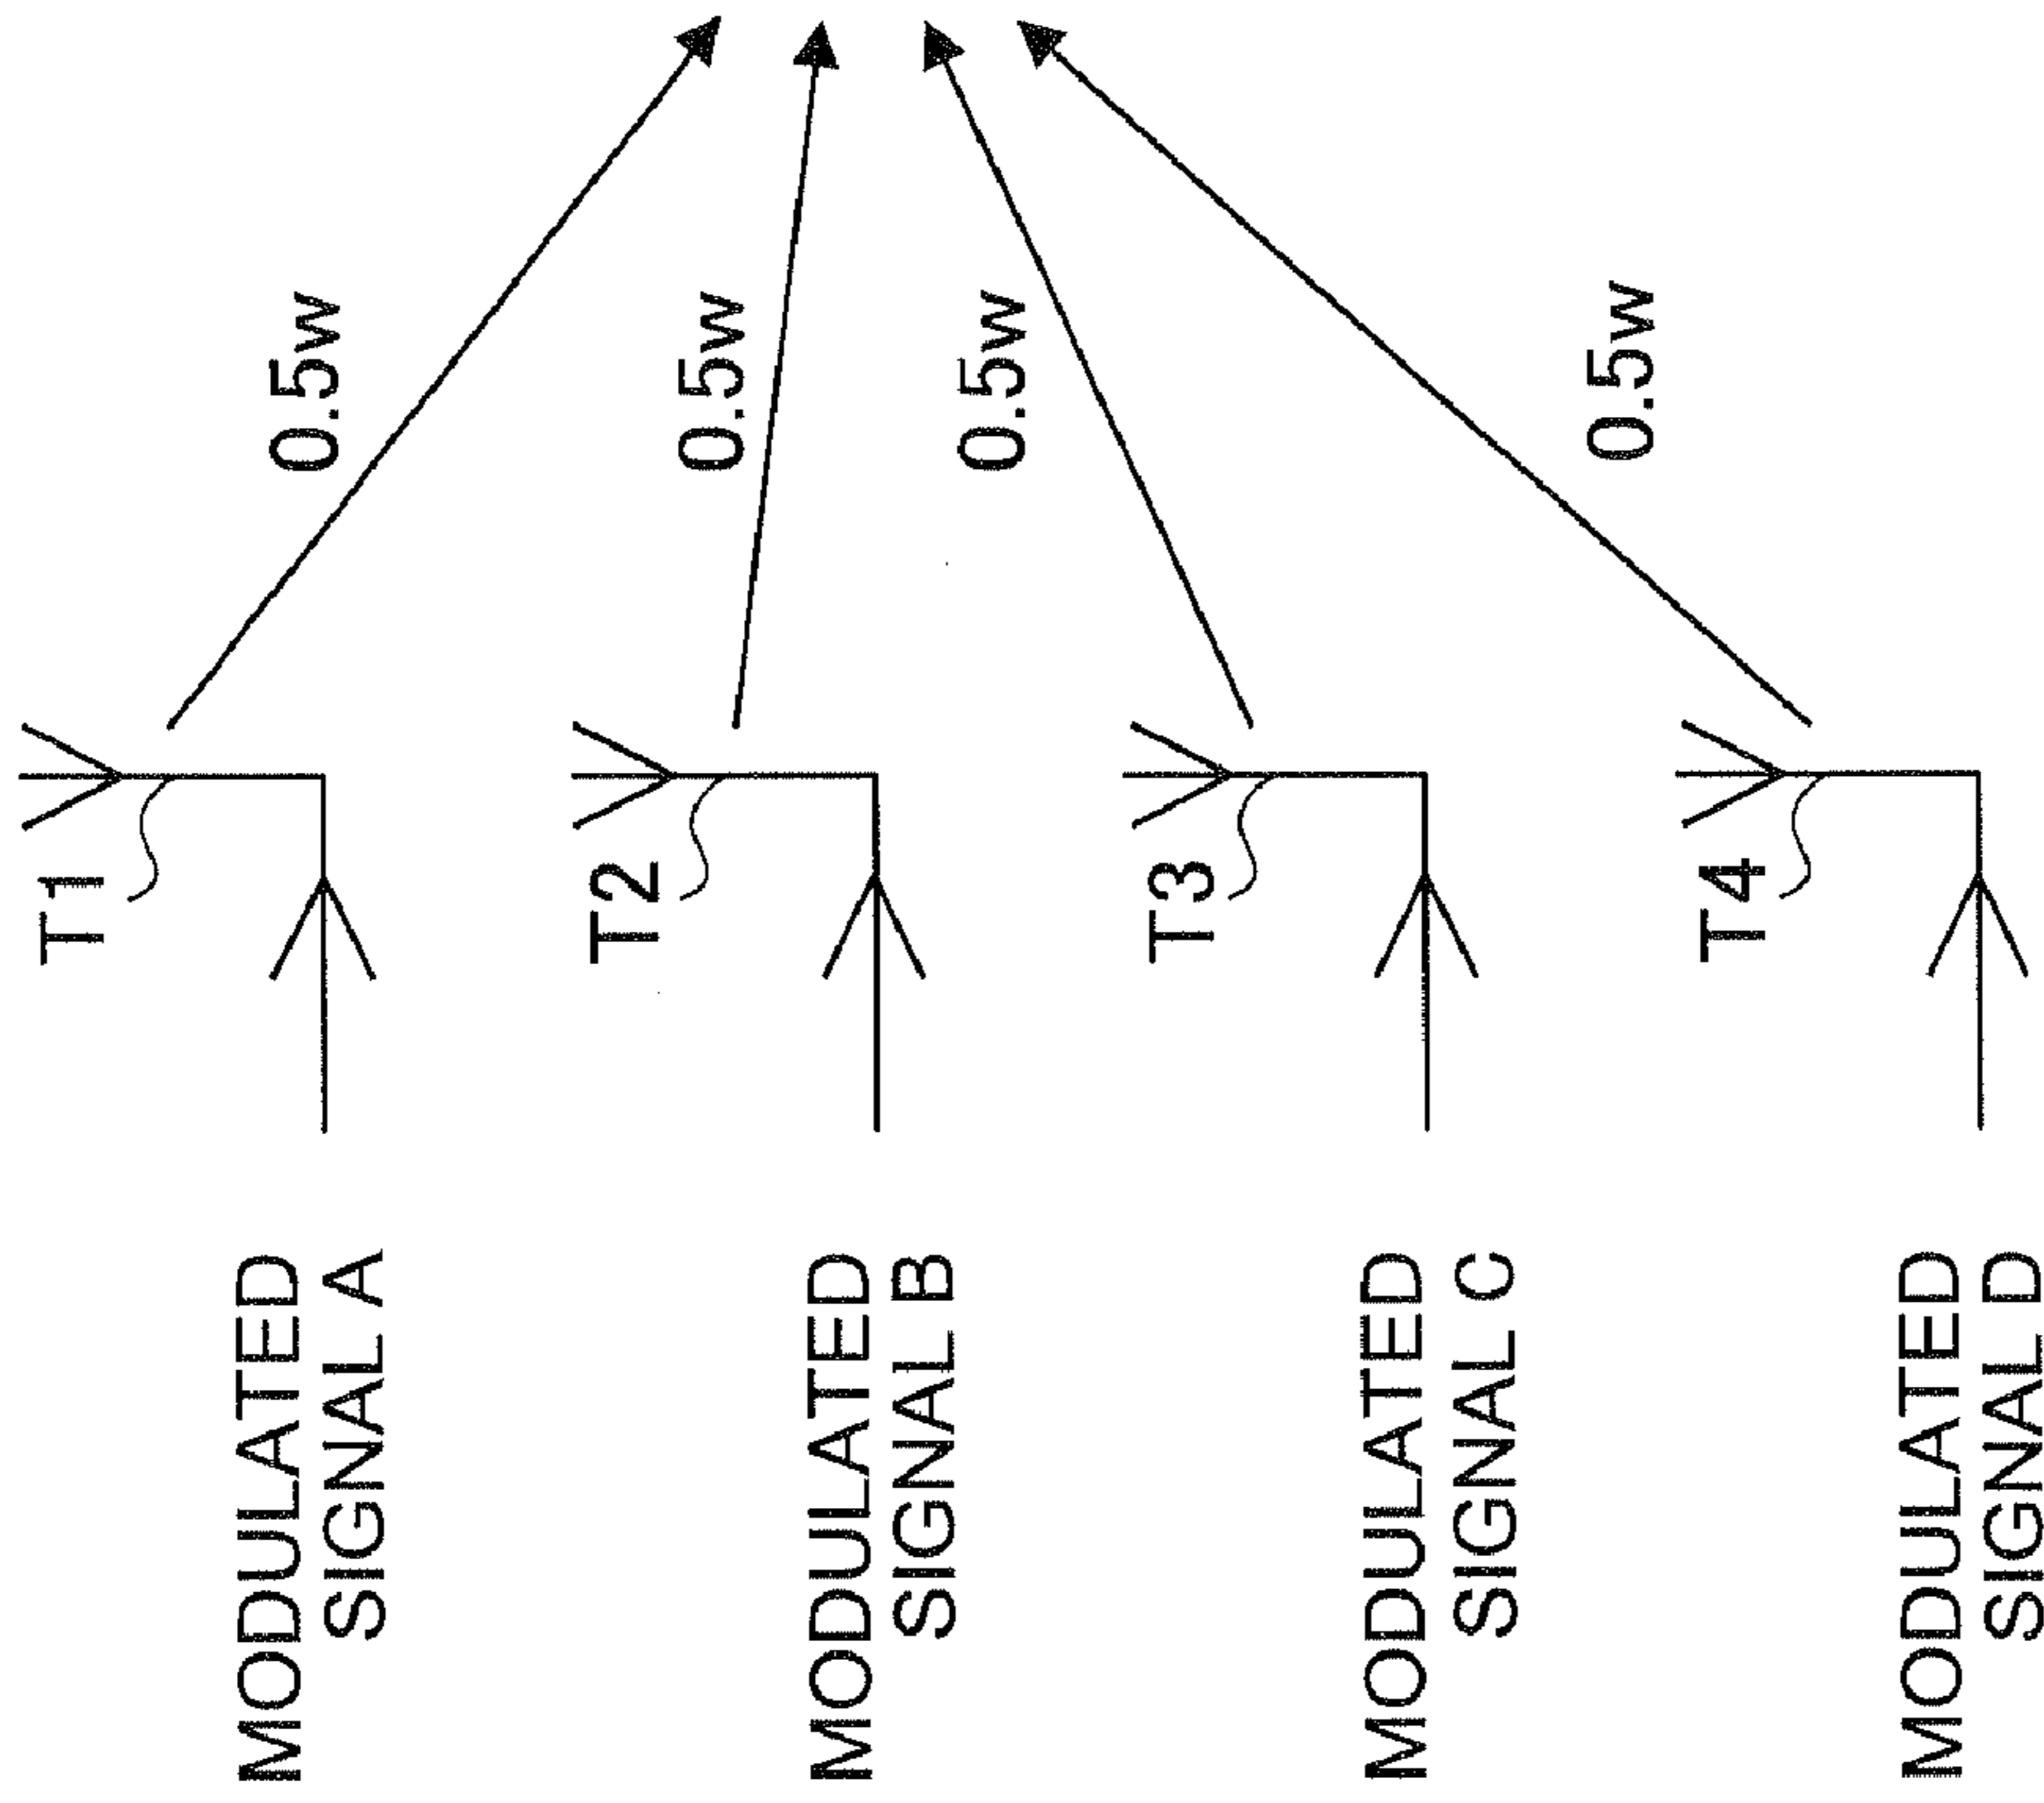 MODULATED
SIGNAL A
T1
0.5w
MODULATED
SIGNAL B
T2
0.5w
MODULATED
SIGNAL C
T3
0.5w
MODULATED
SIGNAL D
T4
0.5w